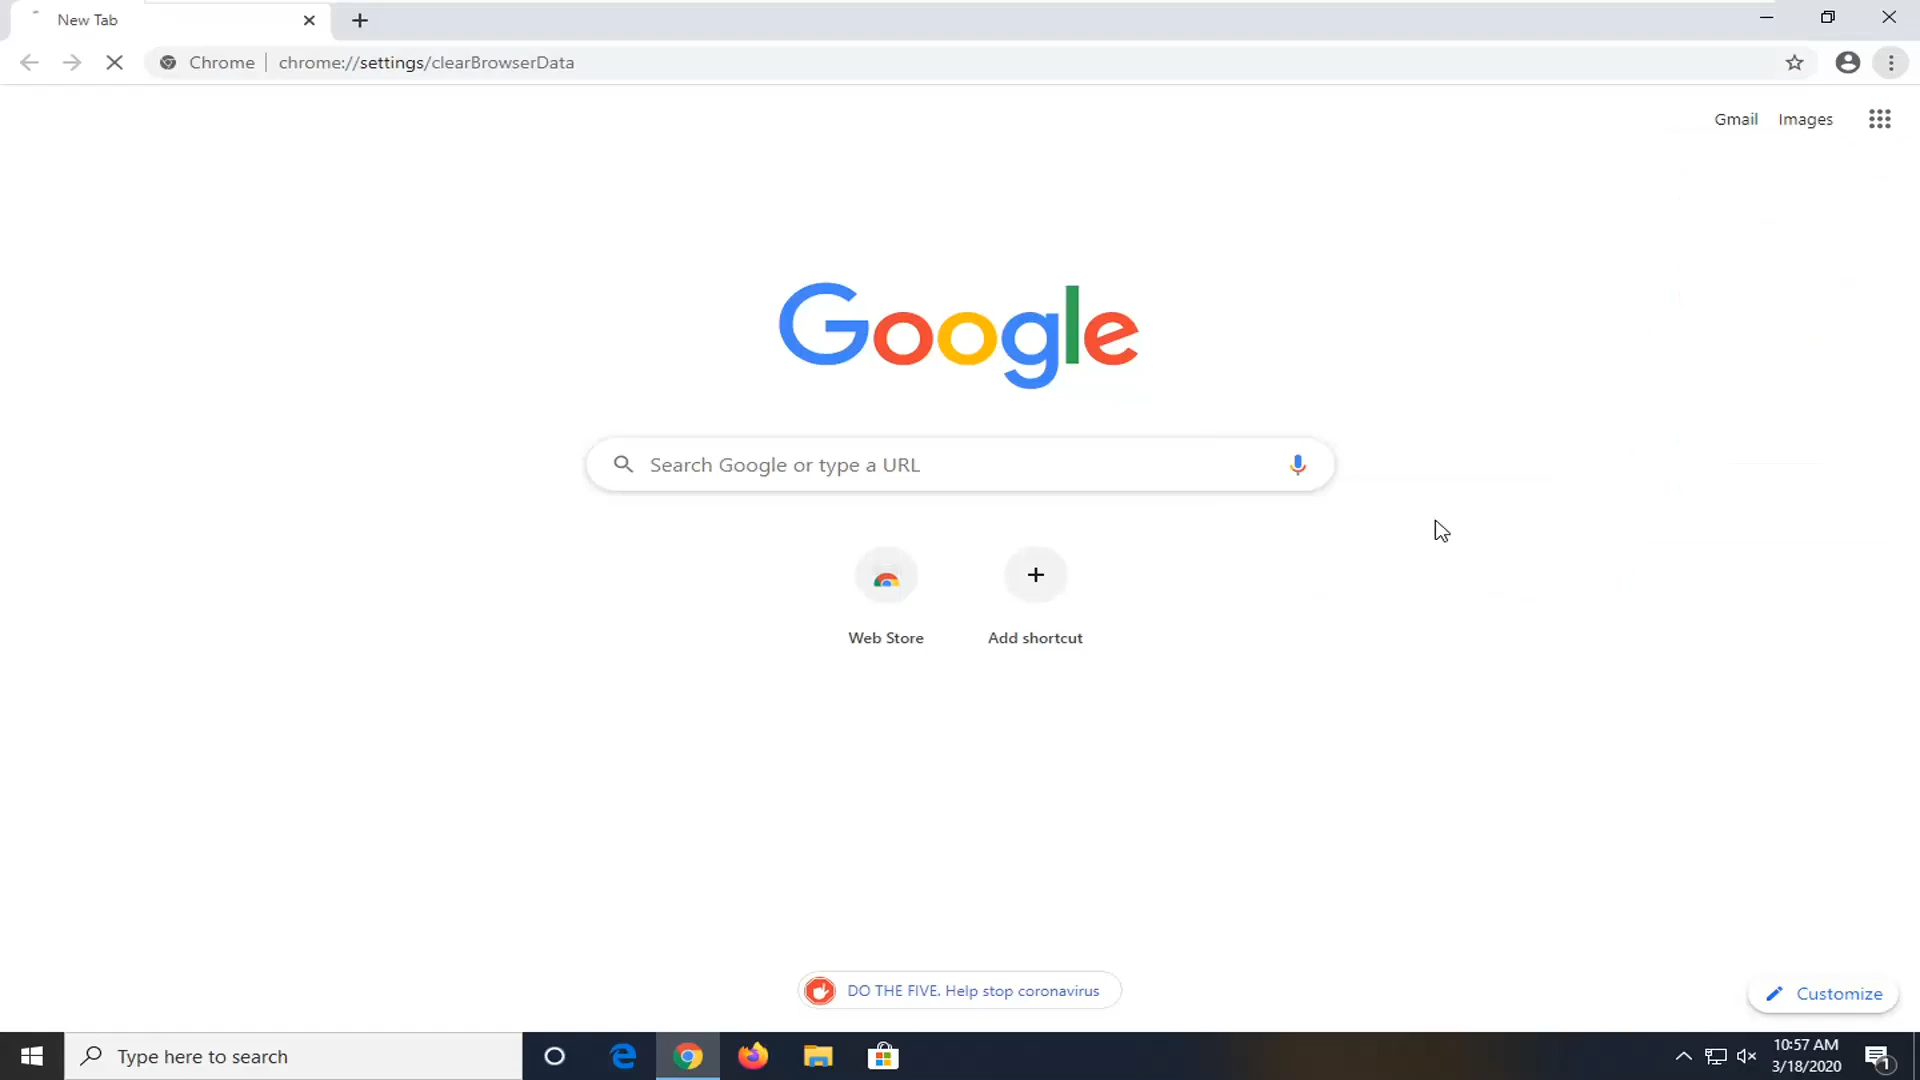 New Tab
Chrome chrome://settings/clearBrowserData
Gmail Images
Google
Search Google or type a URL
Web Store Add shortcut
DO THE FIVE. Help stop coronavirus
Customize
Type here to search
10:57 AM
3/18/2020
1